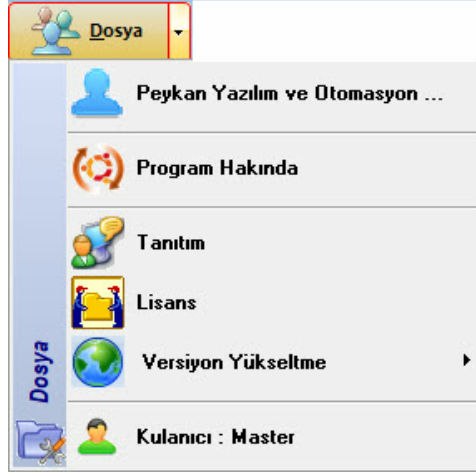 Dosya
Peykan Yazılım ve Otomasyon ...
Program Hakında
Tanıtım
Lisans
Versiyon Yükseltme
Kulanıcı : Master
Dosya